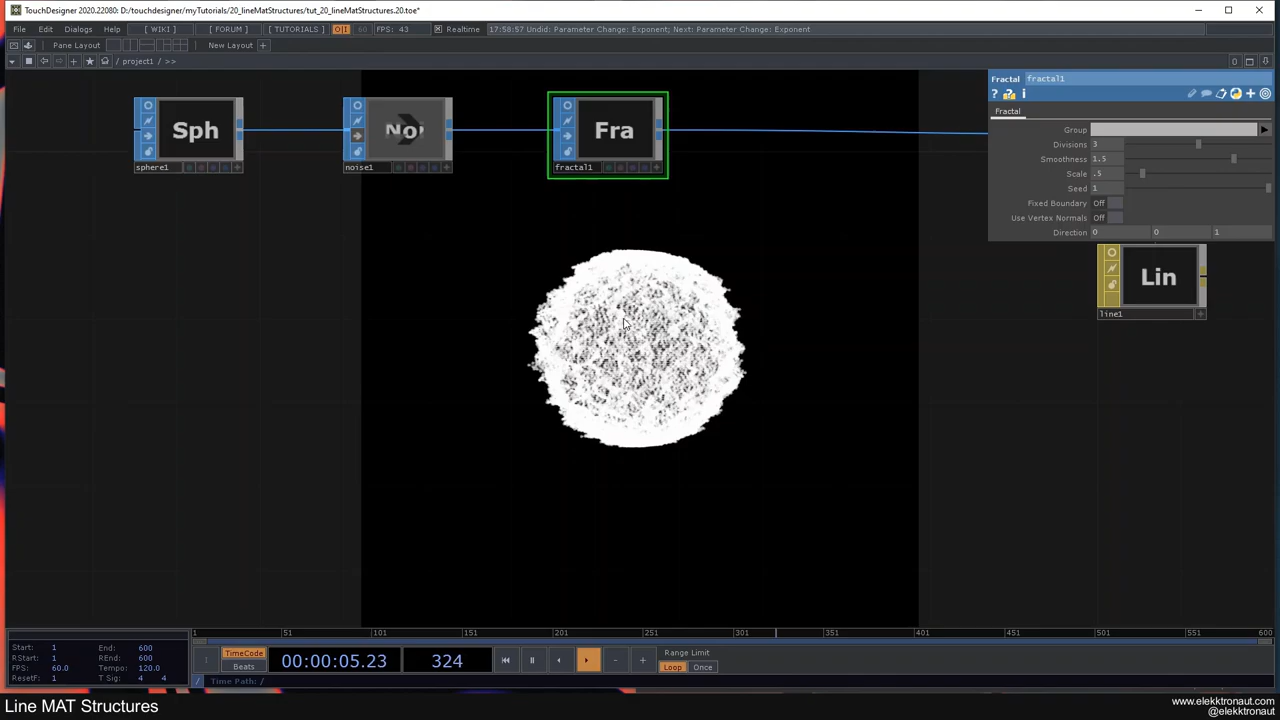 TouchDesigner 2020.22080: D:/touchdesigner/myTutorials/20_lineMatStructures/tut_20_lineMatStructures.20.toe*
File Edit Dialogs Help [ WIKI ] [ FORUM ] [ TUTORIALS ] O|I 60 FPS: 43 Realtime 17:58:57 Undid: Parameter Change: Exponent; Next: Parameter Change: Exponent
Pane Layout New Layout +
/ project1 / >> 0
Fractal fractal1
Fractal
Group
Divisions 3
Smoothness 1.5
Scale .5
Seed 1
Fixed Boundary Off
Use Vertex Normals Off
Direction 0 0 1
Sph
sphere1
Noi
noise1
Fra
fractal1
Lin
line1
1 51 101 151 201 251 301 351 401 451 501 551 600
Start: 1 End: 600
RStart: 1 REnd: 600
FPS: 60.0 Tempo: 120.0
ResetF: 1 T Sig: 4 4
TimeCode
Beats
00:00:05.23 324
Range Limit
Loop Once
/ Time Path: /
Line MAT Structures
www.elekktronaut.com
@elekktronaut